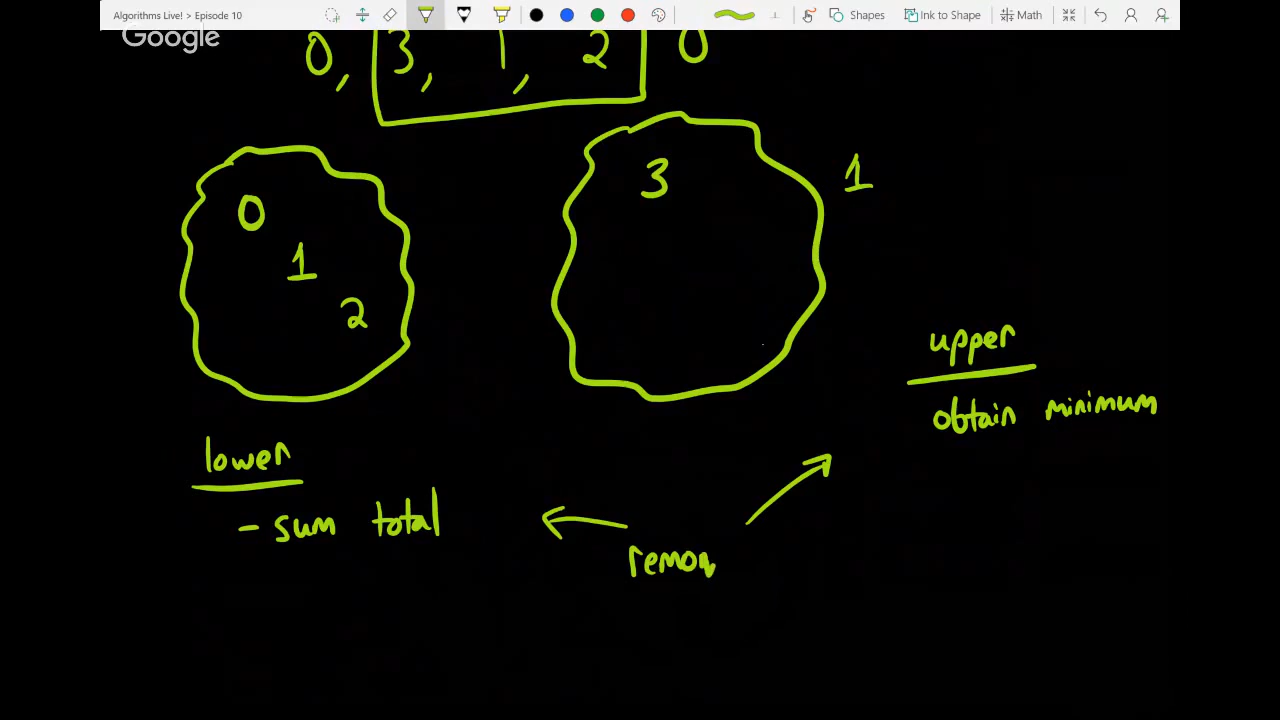 Algorithms Live! > Episode 10
Shapes
Ink to Shape
Math
Google
0, 3, 1, 2 0
0
1
2
3
1
upper
obtain minimum
lower
- sum total
remov